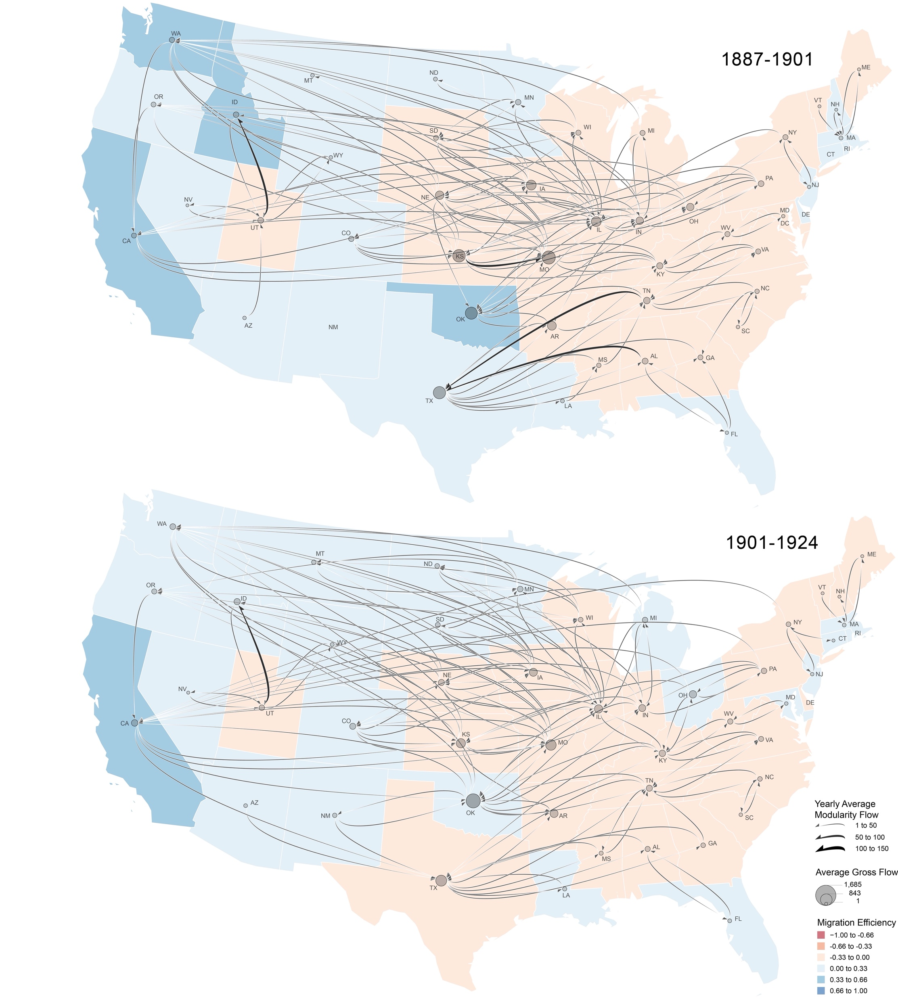 1887-1901
WA
ME
MT
ND
OR
ID
MN
VT
NH
SD
WI
MI
NY
MA
RI
CT
WY
NV
NE
IA
PA
NJ
UT
CO
IL
IN
OH
MD
DC
DE
WV
CA
KS
MO
KY
VA
TN
NC
OK
AZ
NM
AR
SC
MS
AL
GA
TX
LA
FL
1901-1924
WA
MT
ND
ME
OR
ID
MN
VT
NH
SD
WI
MI
NY
MA
RI
CT
WY
NV
NE
IA
PA
NJ
UT
CO
IL
IN
OH
MD
DE
WV
CA
KS
MO
KY
VA
TN
NC
AZ
NM
OK
AR
SC
MS
AL
GA
TX
LA
FL
Yearly Average
Modularity Flow
1 to 50
50 to 100
100 to 150
Average Gross Flow
1,685
843
1
Migration Efficiency
−1.00 to -0.66
-0.66 to -0.33
-0.33 to 0.00
0.00 to 0.33
0.33 to 0.66
0.66 to 1.00